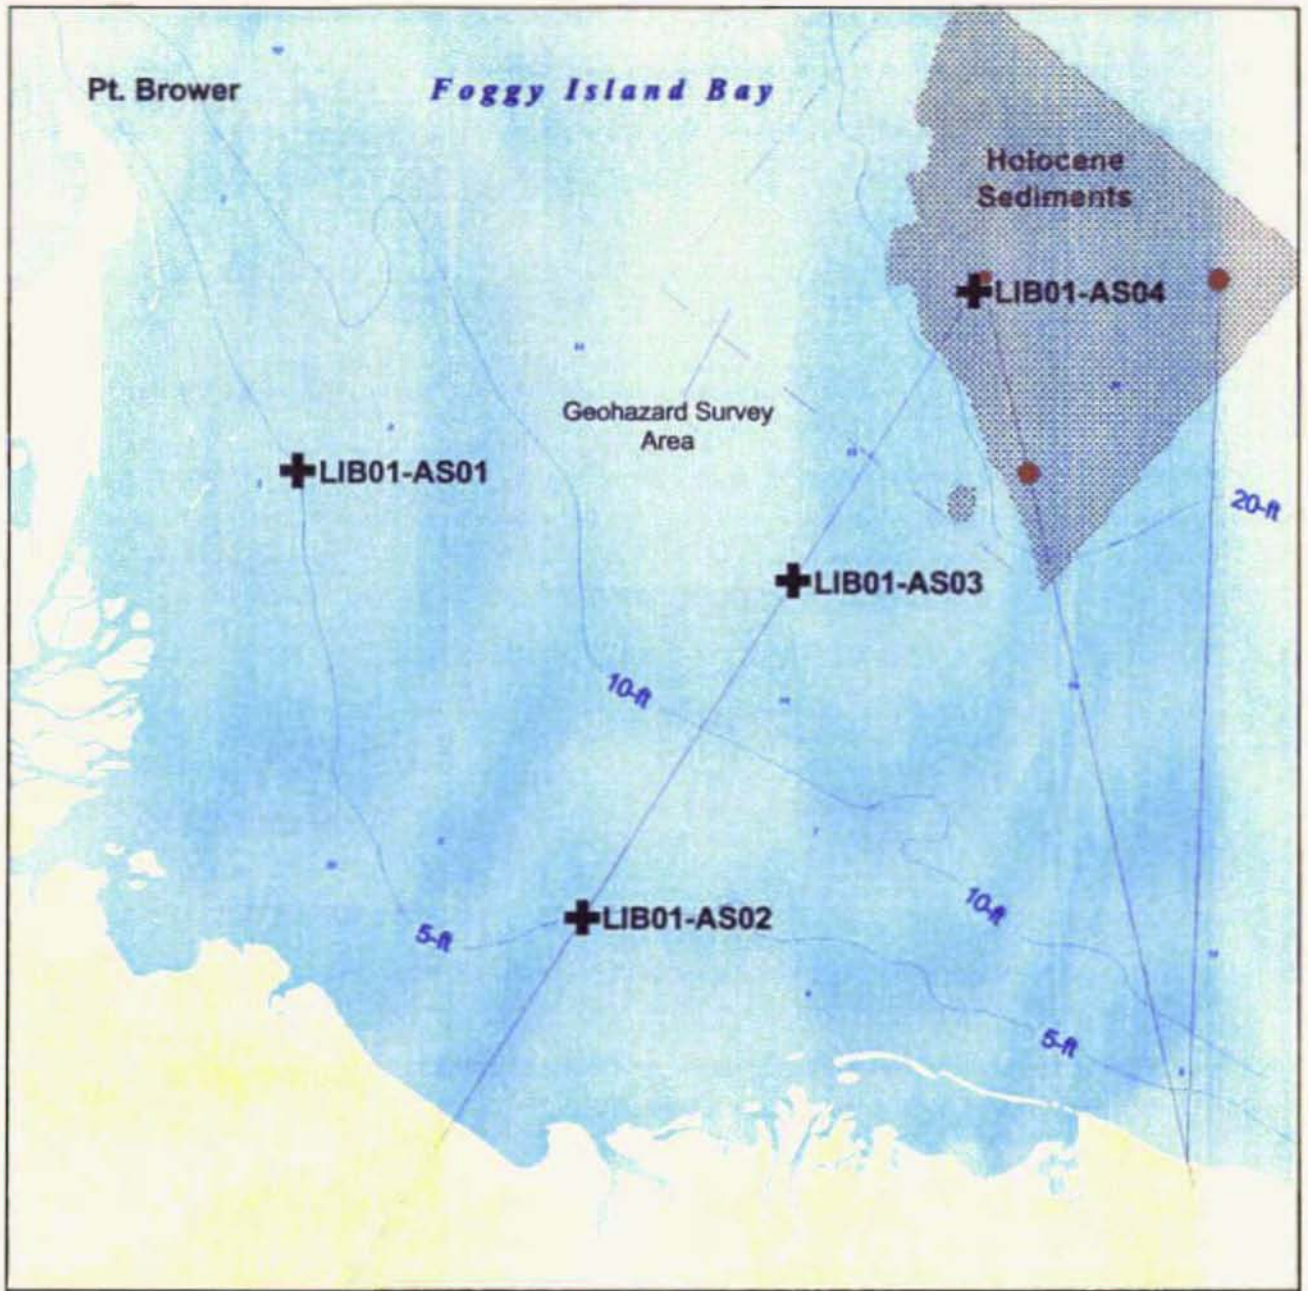 Pt. Brower
Foggy Island Bay
Holocene
Sediments
LIB01-AS04
Geohazard Survey
Area
LIB01-AS01
20-ft
LIB01-AS03
10-ft
10-ft
LIB01-AS02
5-ft
5-ft